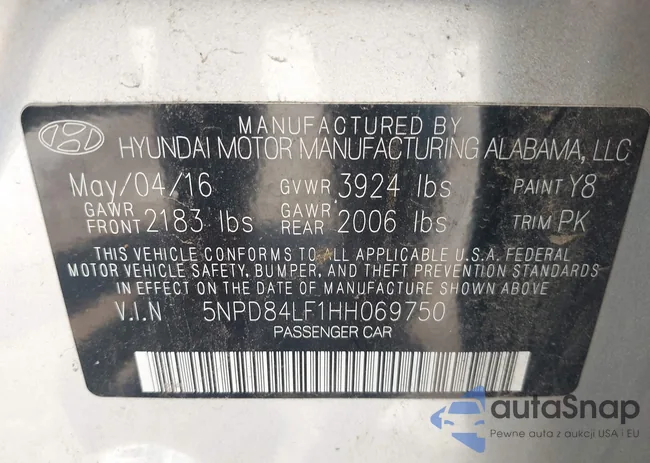 MANUFACTURED BY
HYUNDAI MOTOR MANUFACTURING ALABAMA, LLC
May/04/16 GVWR 3924 lbs PAINT Y8
GAWR FRONT 2183 lbs GAWR REAR 2006 lbs TRIM PK
THIS VEHICLE CONFORMS TO ALL APPLICABLE U.S.A. FEDERAL
MOTOR VEHICLE SAFETY, BUMPER, AND THEFT PREVENTION STANDARDS
IN EFFECT ON THE DATE OF MANUFACTURE SHOWN ABOVE.
V.I.N 5NPD84LF1HH069750
PASSENGER CAR
autaSnap
Pewne auta z aukcji USA i EU